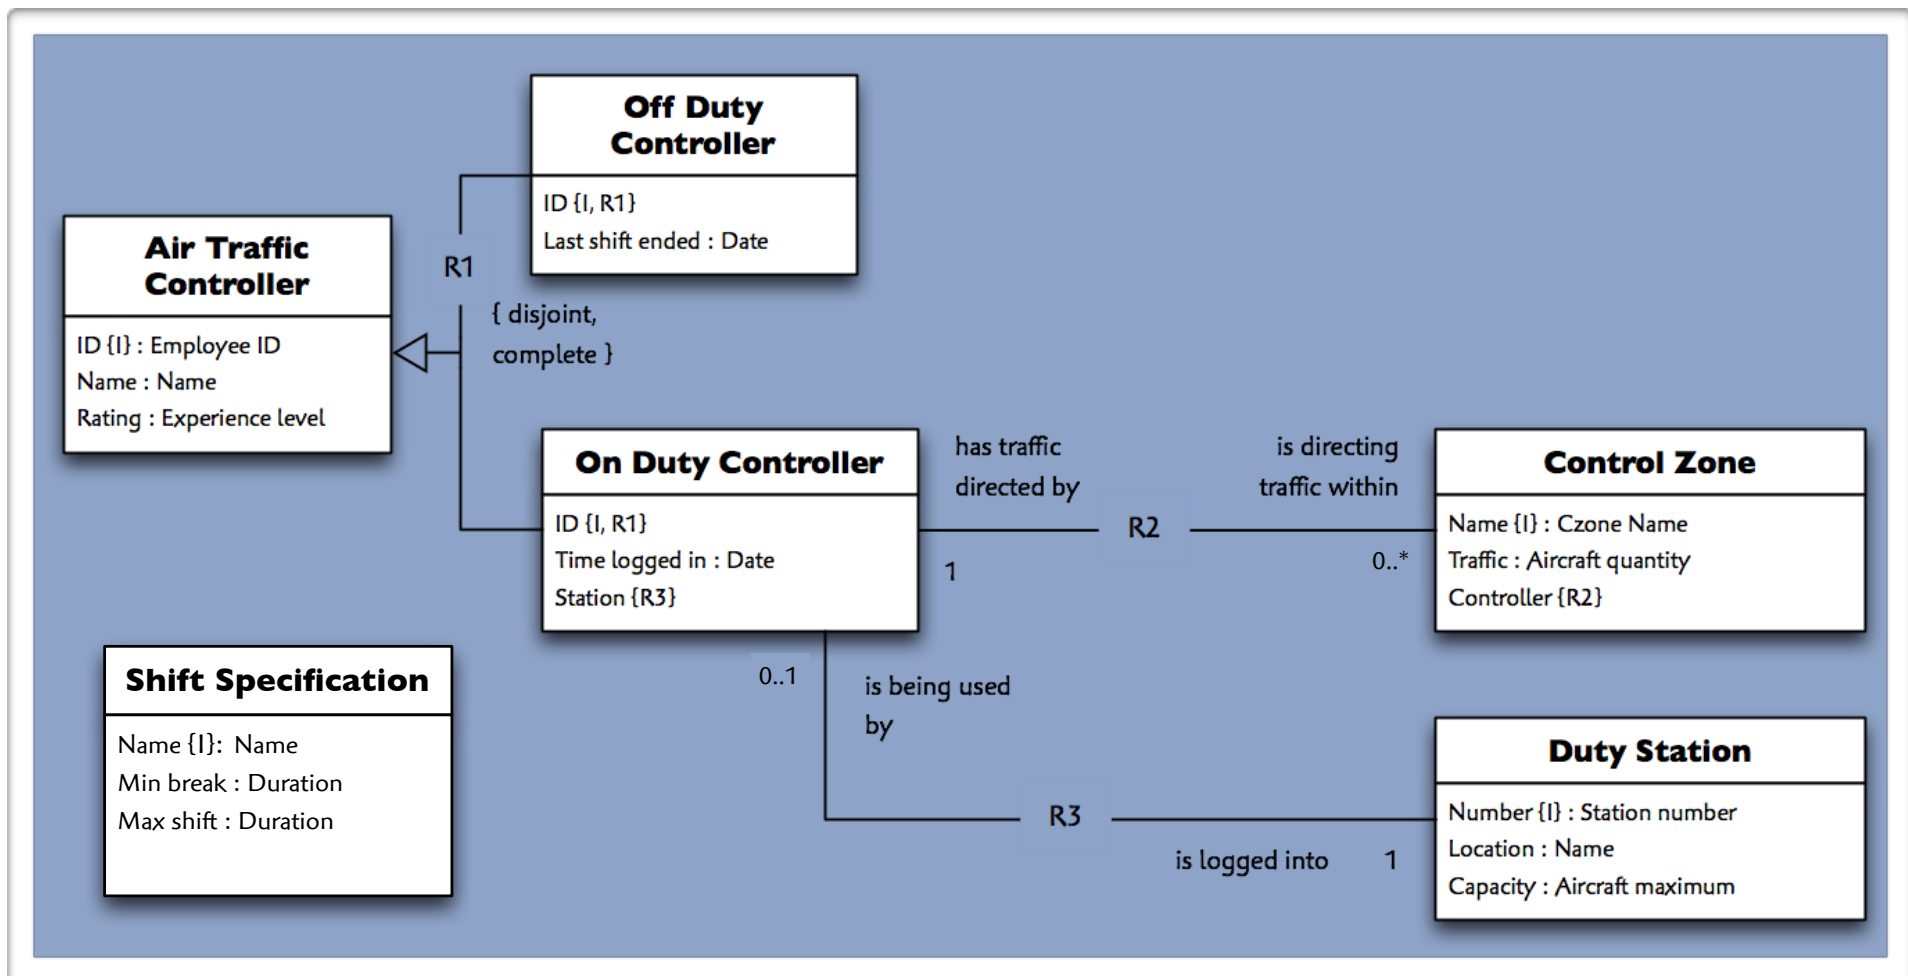 Off Duty
Controller
ID {I, R1}
Last shift ended : Date
Air Traffic
Controller
ID {I} : Employee ID
Name : Name
Rating : Experience level
R1
{ disjoint,
complete }
On Duty Controller
ID {I, R1}
Time logged in : Date
Station {R3}
has traffic
directed by
R2
1
is directing
traffic within
0..*
Control Zone
Name {I} : Czone Name
Traffic : Aircraft quantity
Controller {R2}
Shift Specification
Name {I}: Name
Min break : Duration
Max shift : Duration
0..1
is being used
by
R3
is logged into
1
Duty Station
Number {I} : Station number
Location : Name
Capacity : Aircraft maximum